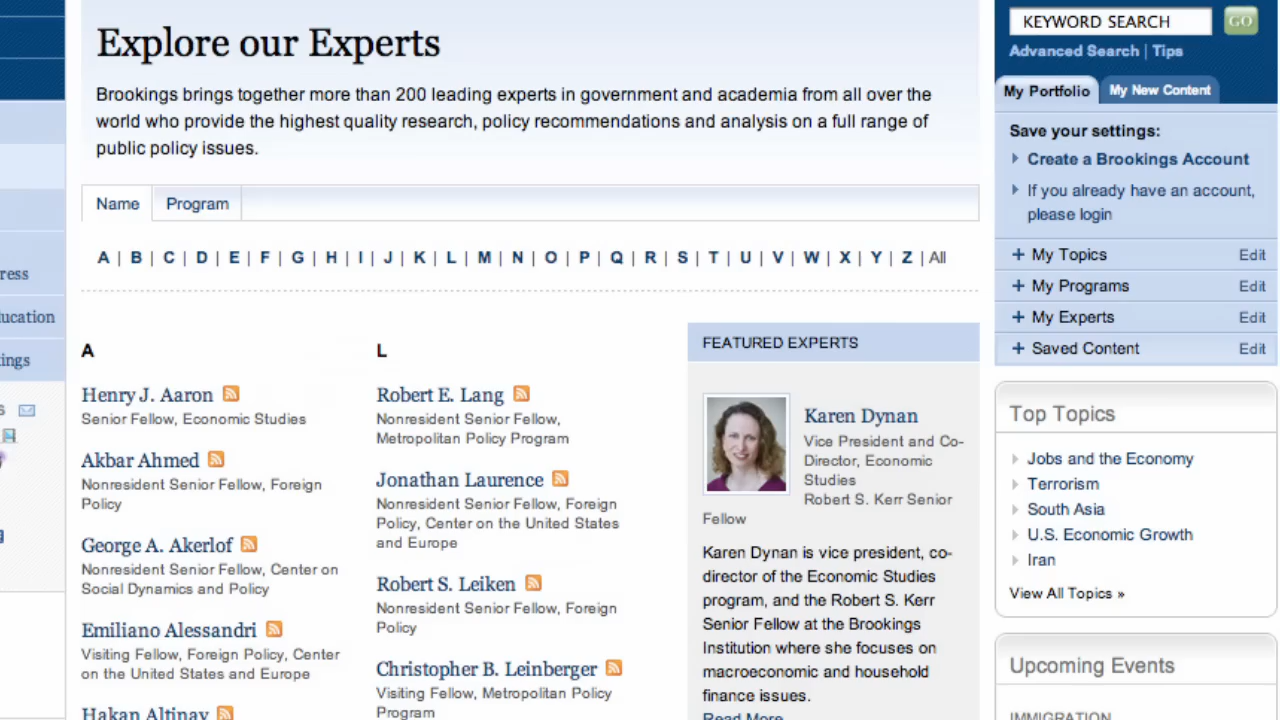 Explore our Experts
Brookings brings together more than 200 leading experts in government and academia from all over the
world who provide the highest quality research, policy recommendations and analysis on a full range of
public policy issues.
Name
Program
A | B | C | D | E | F | G | H | I | J | K | L | M | N | O | P | Q | R | S | T | U | V | W | X | Y | Z | All
ress
ucation
ings
s
A
Henry J. Aaron
Senior Fellow, Economic Studies
Akbar Ahmed
Nonresident Senior Fellow, Foreign
Policy
George A. Akerlof
Nonresident Senior Fellow, Center on
Social Dynamics and Policy
Emiliano Alessandri
Visiting Fellow, Foreign Policy, Center
on the United States and Europe
Hakan Altinay
L
Robert E. Lang
Nonresident Senior Fellow,
Metropolitan Policy Program
Jonathan Laurence
Nonresident Senior Fellow, Foreign
Policy, Center on the United States
and Europe
Robert S. Leiken
Nonresident Senior Fellow, Foreign
Policy
Christopher B. Leinberger
Visiting Fellow, Metropolitan Policy
Program
FEATURED EXPERTS
Karen Dynan
Vice President and Co-
Director, Economic
Studies
Robert S. Kerr Senior
Fellow
Karen Dynan is vice president, co-
director of the Economic Studies
program, and the Robert S. Kerr
Senior Fellow at the Brookings
Institution where she focuses on
macroeconomic and household
finance issues.
Read More
KEYWORD SEARCH
GO
Advanced Search | Tips
My Portfolio
My New Content
Save your settings:
Create a Brookings Account
If you already have an account,
please login
+ My Topics Edit
+ My Programs Edit
+ My Experts Edit
+ Saved Content Edit
Top Topics
Jobs and the Economy
Terrorism
South Asia
U.S. Economic Growth
Iran
View All Topics »
Upcoming Events
IMMIGRATION